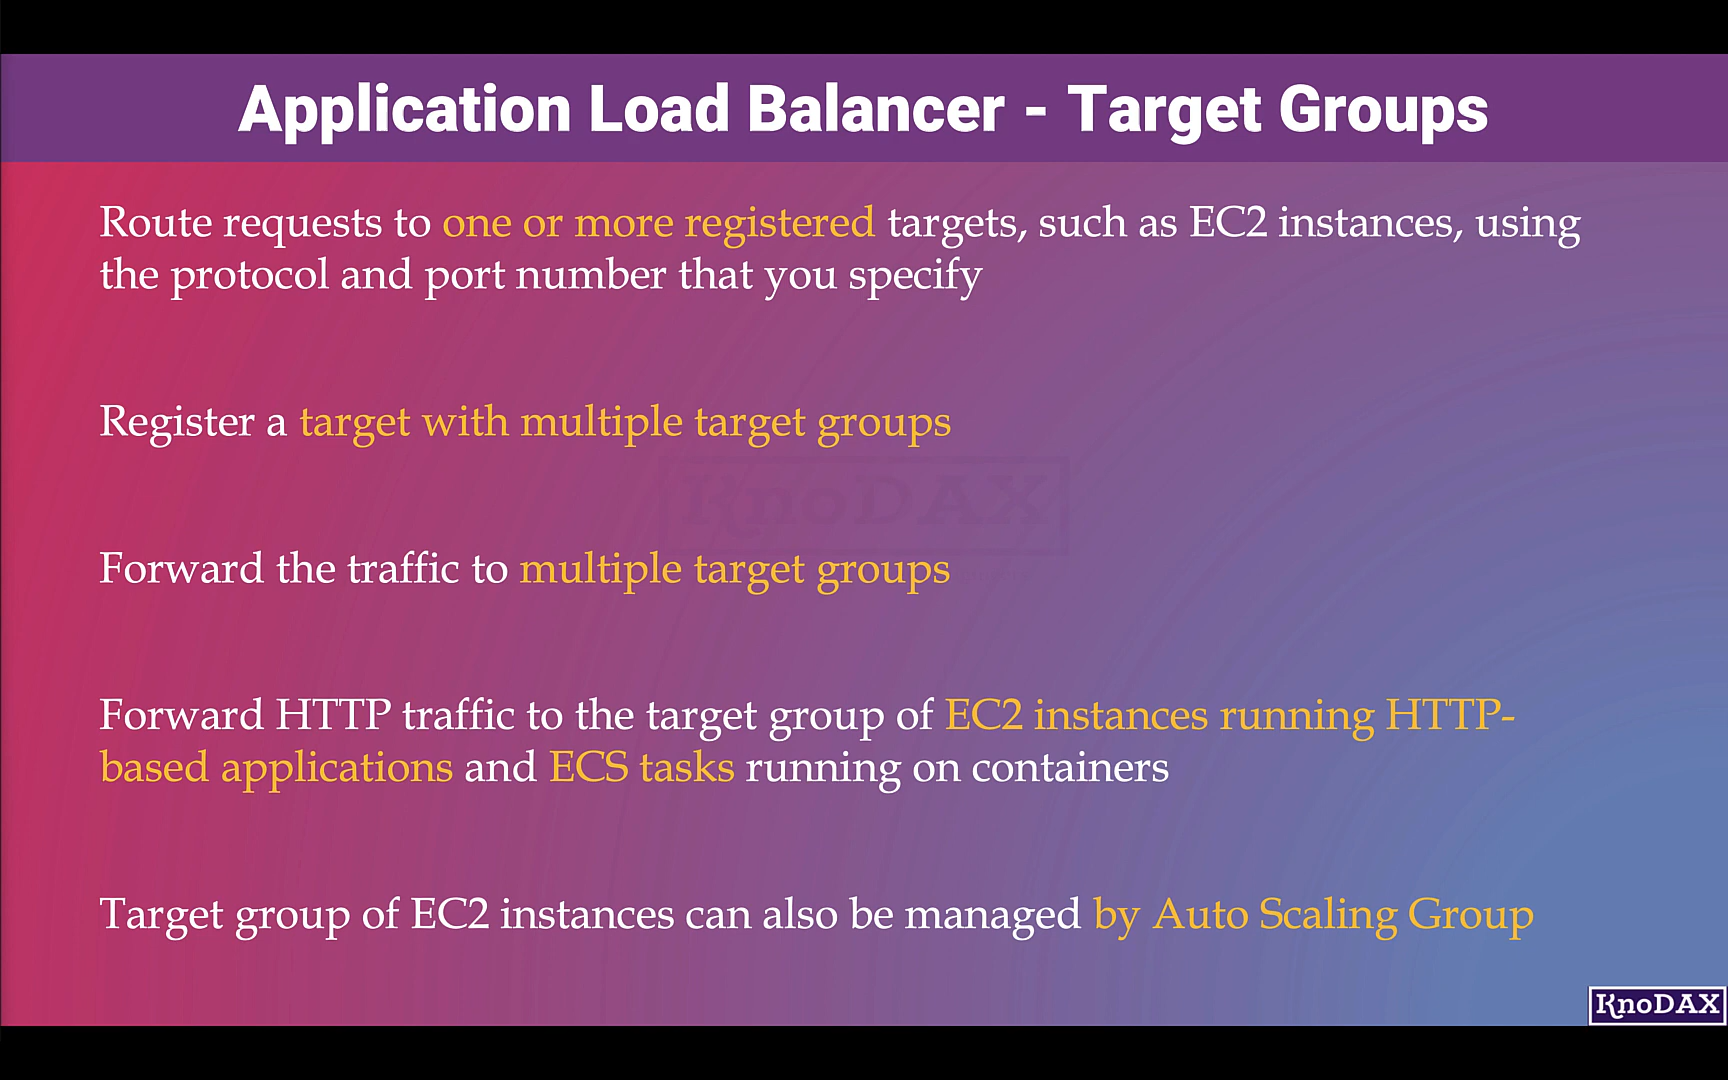 Application Load Balancer - Target Groups
Route requests to one or more registered targets, such as EC2 instances, using
the protocol and port number that you specify
Register a target with multiple target groups
KnoDAX
Forward the traffic to multiple target groups
Forward HTTP traffic to the target group of EC2 instances running HTTP-
based applications and ECS tasks running on containers
Target group of EC2 instances can also be managed by Auto Scaling Group
KnoDAX